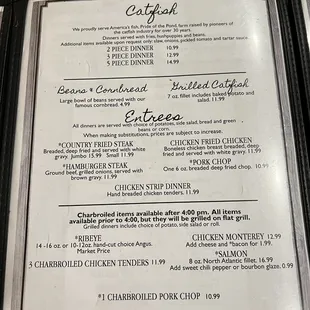 Catfish
We proudly serve America's fish, Pride of the Pond, farm raised by pioneers of
the catfish industry for over 30 years.
Dinners served with fries, hushpuppies and beans.
Additional items available upon request only: slaw, onions, pickled tomato and tartar sauce
2 PIECE DINNER 10.99
3 PIECE DINNER 12.99
5 PIECE DINNER 14.99
Beans & Cornbread
Large bowl of beans served with our
famous cornbread 4.99
Grilled Catfish
7 oz. fillet includes baked potato and
salad. 11.99
Entrees
All dinners are served with choice of potatoes, side salad, bread and green
beans or corn.
When making substitutions, prices are subject to increase.
*COUNTRY FRIED STEAK
Breaded, deep fried and served with white
gravy. Jumbo 15.99 Small 11.99
*HAMBURGER STEAK
Ground beef, grilled onions, served with
brown gravy. 11.99
CHICKEN FRIED CHICKEN
Boneless chicken breast breaded, deep
fried and served with white gravy. 11.99
*PORK CHOP
One 6 oz. breaded deep fried chop. 10.99
CHICKEN STRIP DINNER
Hand breaded chicken tenders. 11.99
Charbroiled items available after 4:00 pm. All items
available prior to 4:00, but they will be grilled on flat grill.
Grilled dinners include choice of potato, side salad or roll.
*RIBEYE
14 -16 oz. or 10-12oz. hand-cut choice Angus.
Market Price
3 CHARBROILED CHICKEN TENDERS 11.99
CHICKEN MONTEREY 12.99
Add cheese and *bacon for 1.99.
*SALMON
8 oz. North Atlantic fillet. 16.99
Add sweet chili pepper or bourbon glaze. .99
*1 CHARBROILED PORK CHOP 10.99